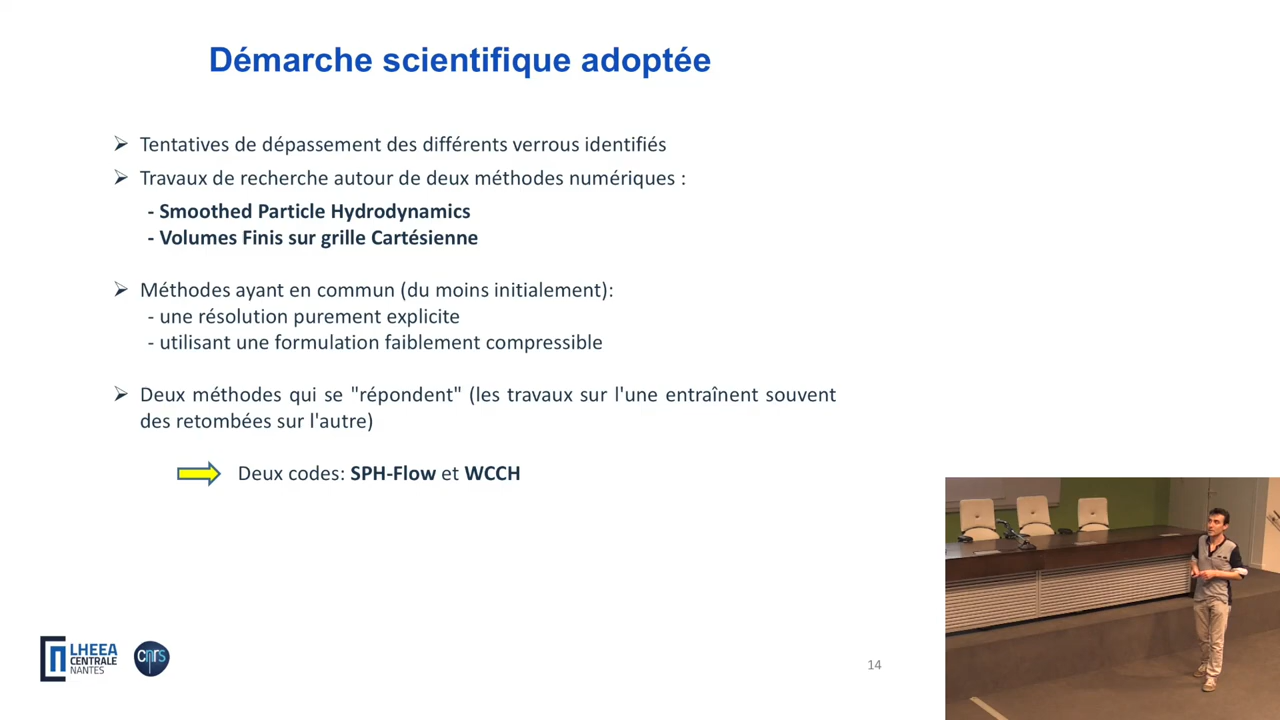 Démarche scientifique adoptée
Tentatives de dépassement des différents verrous identifiés
Travaux de recherche autour de deux méthodes numériques :
- Smoothed Particle Hydrodynamics
- Volumes Finis sur grille Cartésienne
Méthodes ayant en commun (du moins initialement):
- une résolution purement explicite
- utilisant une formulation faiblement compressible
Deux méthodes qui se "répondent" (les travaux sur l'une entraînent souvent
des retombées sur l'autre)
Deux codes: SPH-Flow et WCCH
LHEEA
CENTRALE
NANTES
cnrs
14